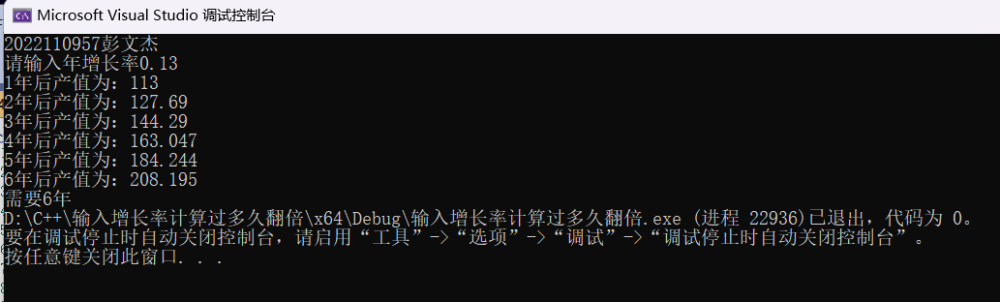 Microsoft Visual Studio 调试控制台
2022110957彭文杰
请输入年增长率0.13
1年后产值为：113
2年后产值为：127.69
3年后产值为：144.29
4年后产值为：163.047
5年后产值为：184.244
6年后产值为：208.195
需要6年
D:\C++\输入增长率计算过多久翻倍\x64\Debug\输入增长率计算过多久翻倍.exe (进程 22936)已退出，代码为 0。
要在调试停止时自动关闭控制台，请启用“工具”->“选项”->“调试”->“调试停止时自动关闭控制台”。
按任意键关闭此窗口. . .